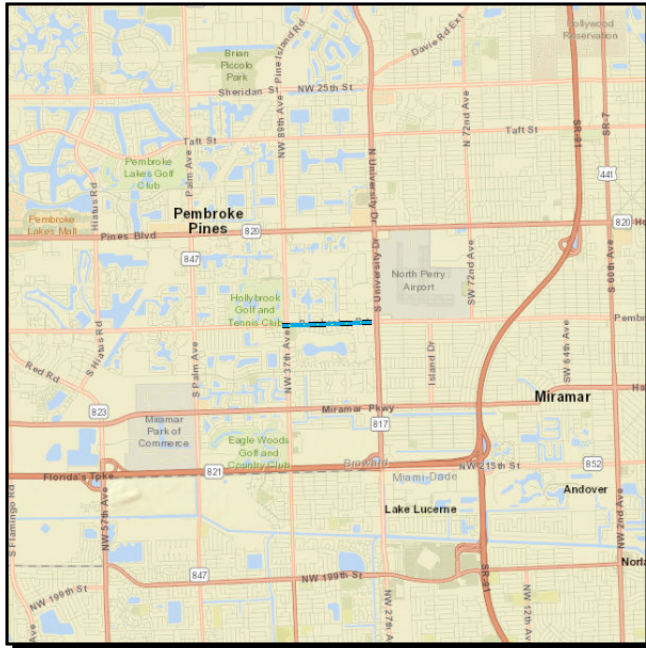 Hollywood
Reservation
Davie Rd Ext
Brian
Piccolo
Park
Pine Island Rd
Sheridan St
NW 25th St
NW 89th Ave
N 72nd Ave
SR-91
SR-7
Taft St
Taft St
Pembroke
Lakes Golf
Club
Palm Ave
Hiatus Rd
N University Dr
441
Pembroke
Lakes Mall
Pembroke
Pines
Pines Blvd
820
820
847
S University Dr
North Perry
Airport
SW 72nd Ave
S 60th Ave
Hollybrook
Golf and
Tennis Club
S Hiatus Rd
Red Rd
S Palm Ave
NW 37th Ave
Island Dr
SW 64th Ave
Miramar
823
Miramar Pkwy
Miramar
Park of
Commerce
817
Eagle Woods
Golf and
Country Club
Broward
Florida's Tpke
821
Miami-Dade
NW 215th St
852
Andover
S Flamingo Rd
NW 57th Ave
Lake Lucerne
NW 2nd Ave
847
NW 199th St
NW 199th St
NW 27th Ave
SR-91
NW 12th Ave
Ave